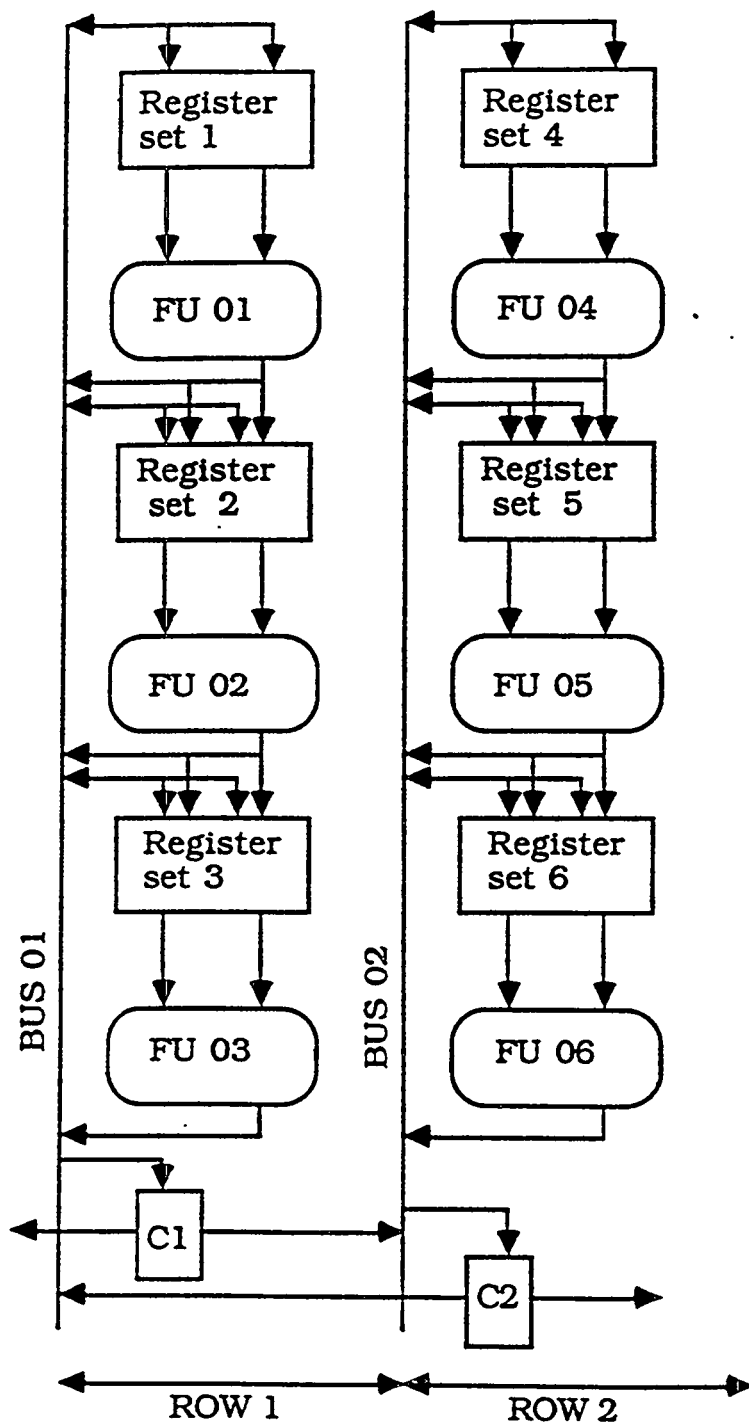 Register
set 1
Register
set 4
FU 01
FU 04
Register
set 2
Register
set 5
FU 02
FU 05
Register
set 3
Register
set 6
BUS 01
BUS 02
FU 03
FU 06
C1
C2
ROW 1
ROW 2